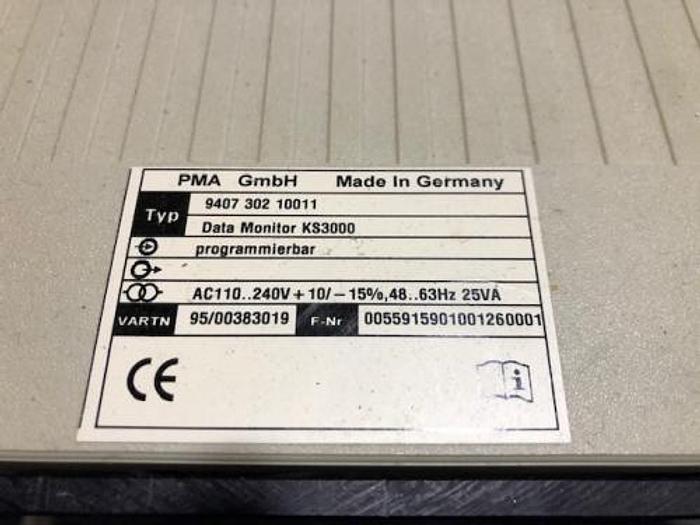 PMA GmbH Made In Germany
Typ 9407 302 10011
Data Monitor KS3000
programmierbar
AC110..240V+10/-15%,48..63Hz 25VA
VARTN 95/00383019 F-Nr 0055915901001260001
CE
i